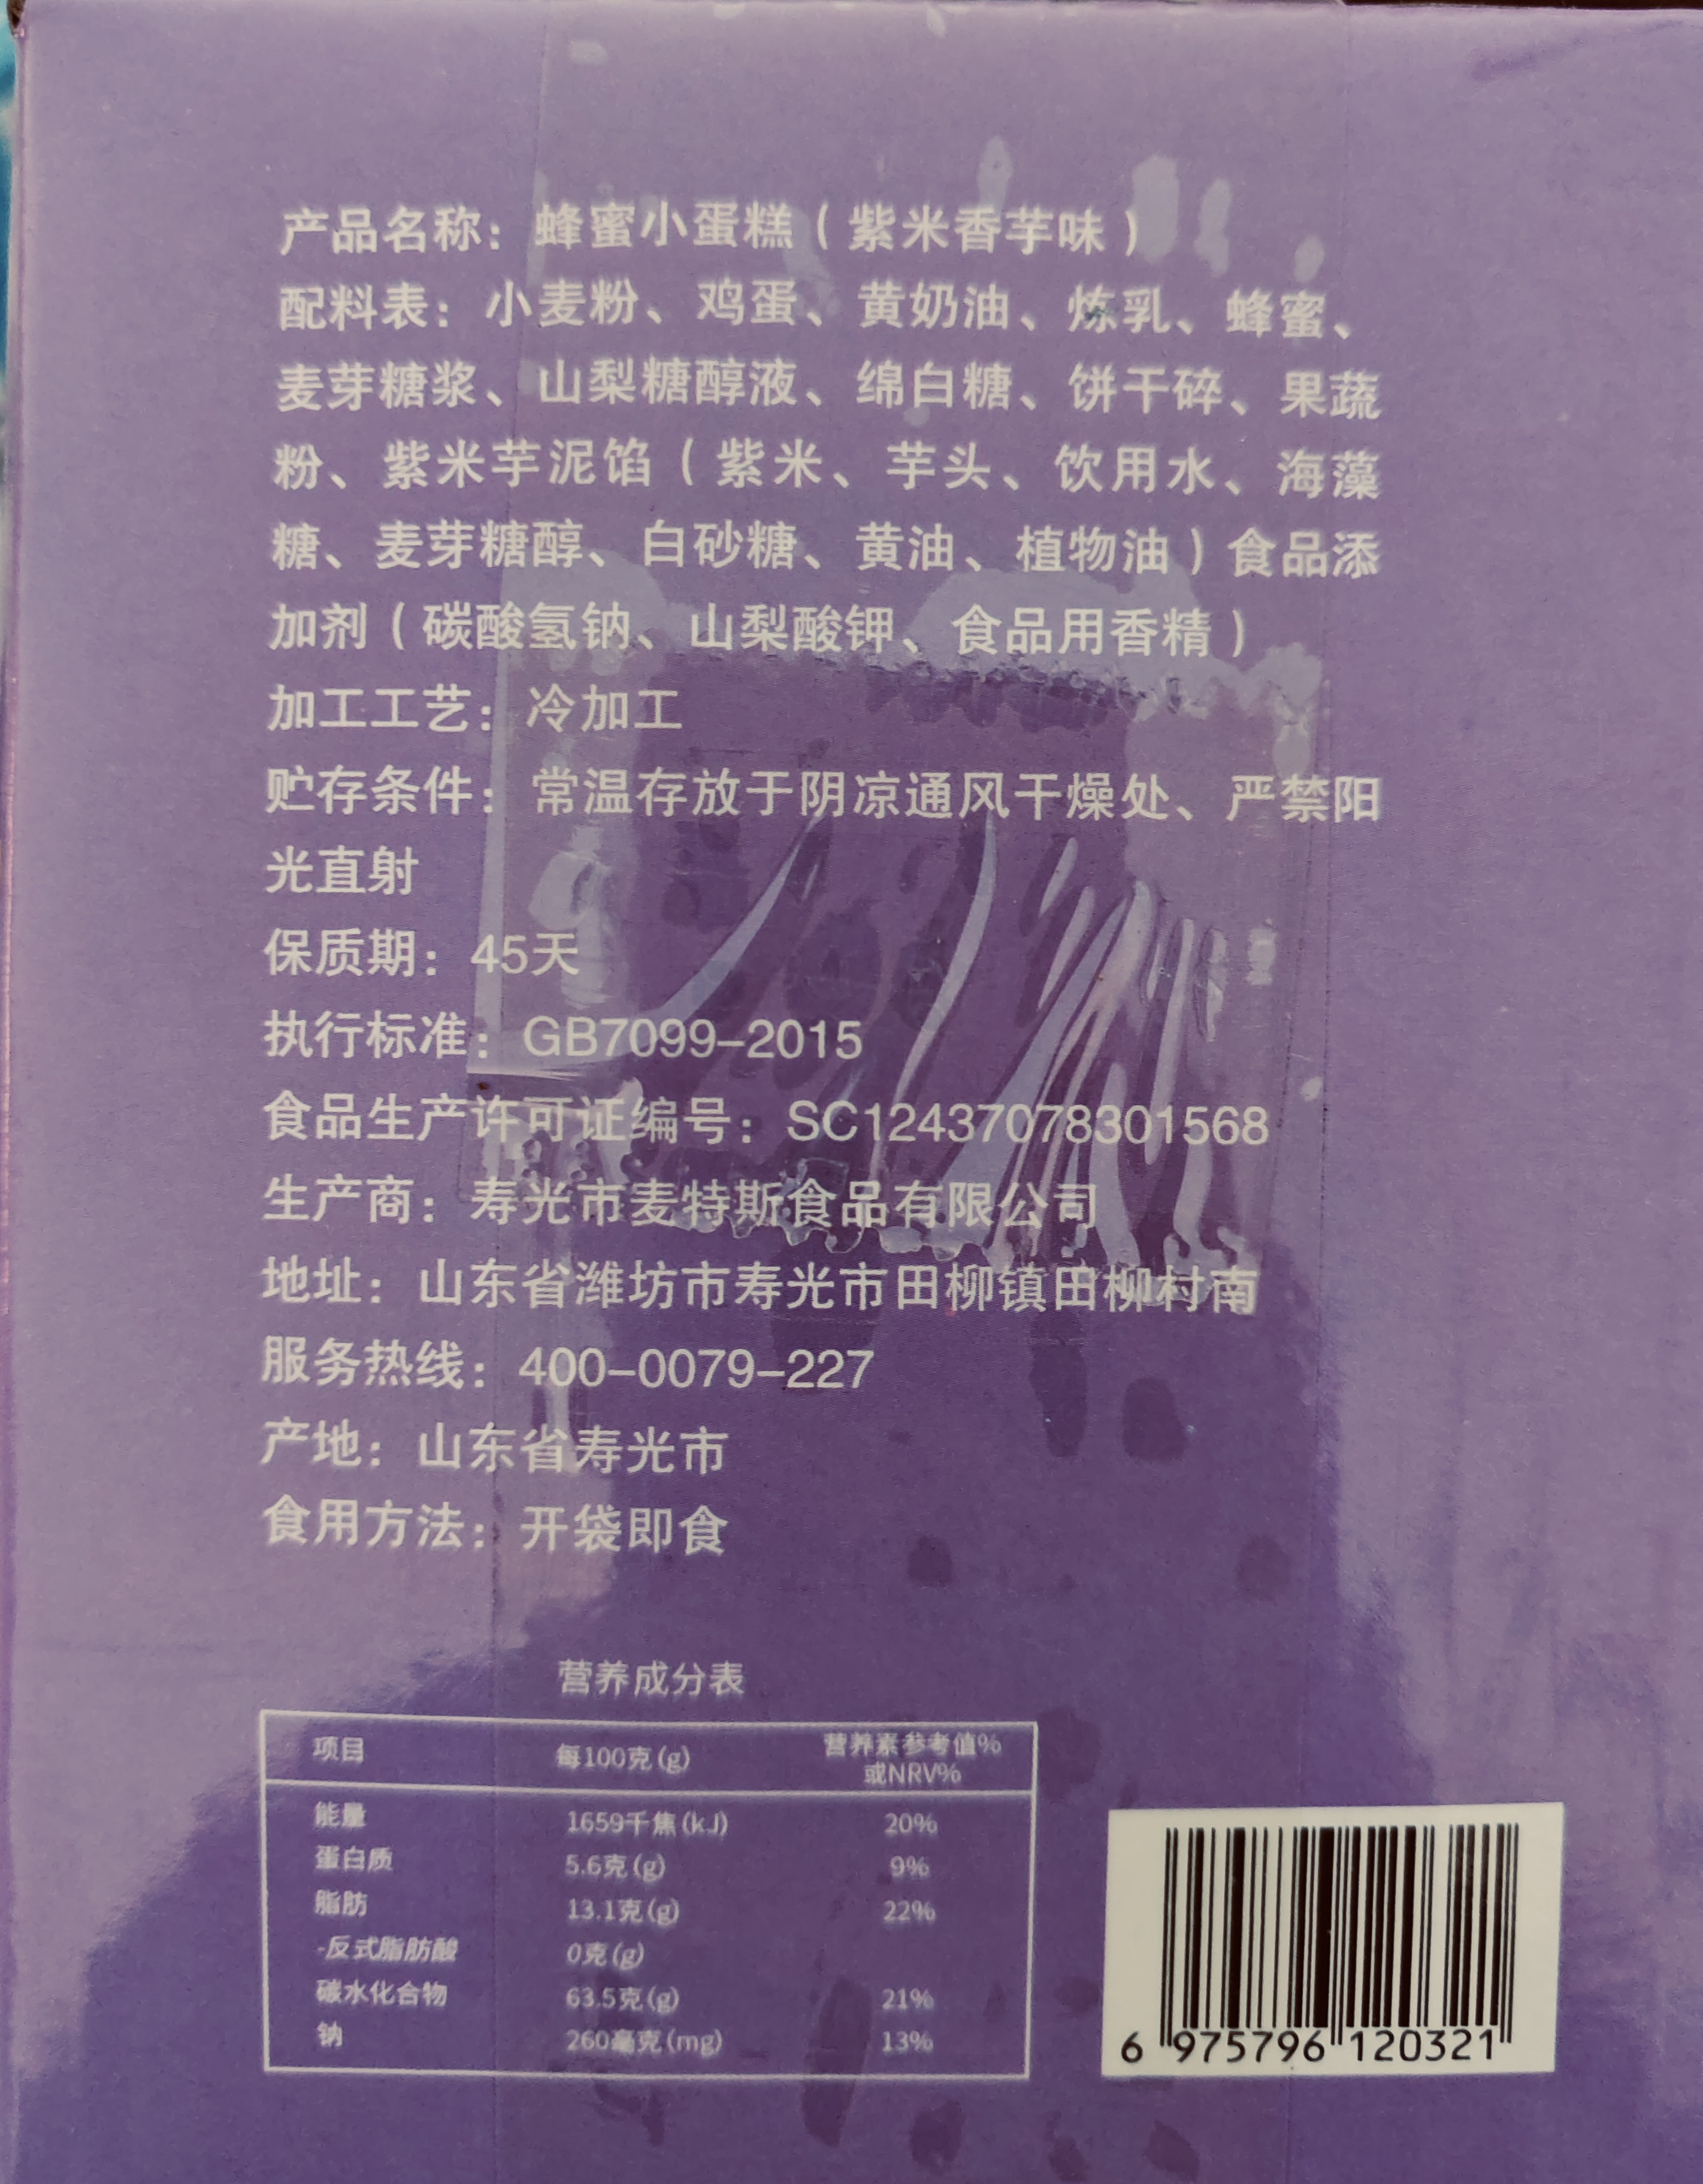 产品名称：蜂蜜小蛋糕（紫米香芋味）
配料表：小麦粉、鸡蛋、黄奶油、炼乳、蜂蜜、
麦芽糖浆、山梨糖醇液、绵白糖、饼干碎、果蔬
粉、紫米芋泥馅（紫米、芋头、饮用水、海藻
糖、麦芽糖醇、白砂糖、黄油、植物油）食品添
加剂（碳酸氢钠、山梨酸钾、食品用香精）
加工工艺：冷加工
贮存条件：常温存放于阴凉通风干燥处、严禁阳
光直射
保质期：45天
执行标准：GB7099-2015
食品生产许可证编号：SC12437078301568
生产商：寿光市麦特斯食品有限公司
地址：山东省潍坊市寿光市田柳镇田柳村南
服务热线：400-0079-227
产地：山东省寿光市
食用方法：开袋即食
营养成分表
项目 每100克(g) 营养素参考值%
或NRV%
能量 1659千焦(kJ) 20%
蛋白质 5.6克(g) 9%
脂肪 13.1克(g) 22%
-反式脂肪酸 0克(g)
碳水化合物 63.5克(g) 21%
钠 260毫克(mg) 13%
6 975796 120321